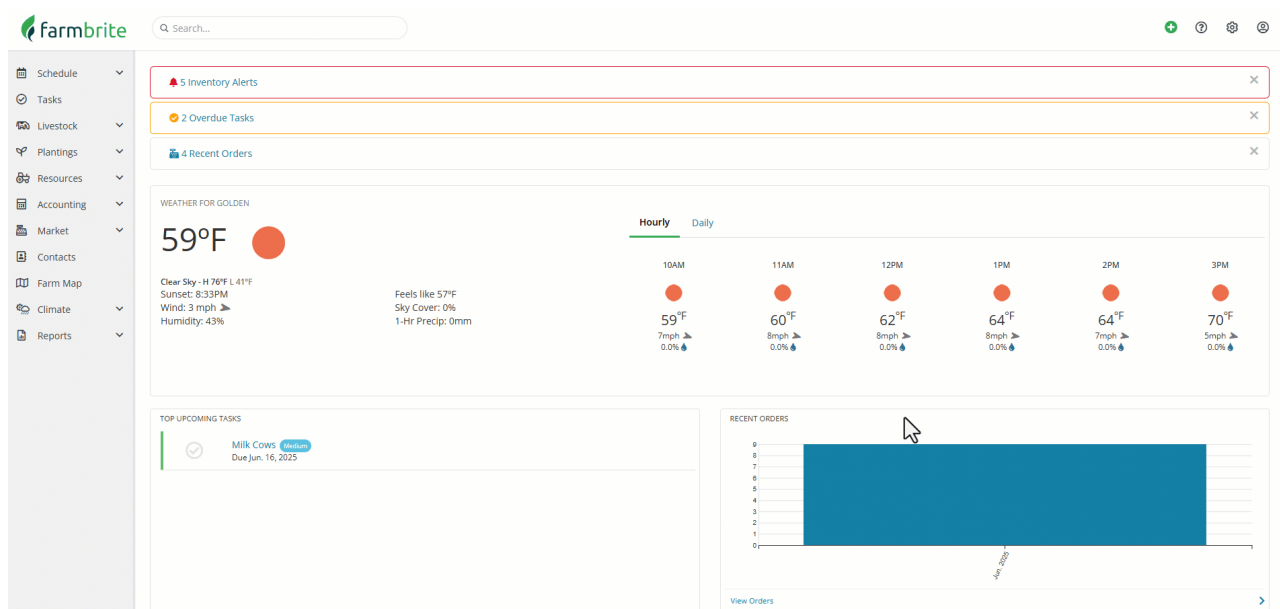 farmbrite
Search...
Schedule
Tasks
Livestock
Plantings
Resources
Accounting
Market
Contacts
Farm Map
Climate
Reports
5 Inventory Alerts
2 Overdue Tasks
4 Recent Orders
WEATHER FOR GOLDEN
59°F
Clear Sky - H 76°F L 41°F
Sunset: 8:33PM
Wind: 3 mph
Humidity: 43%
Feels like 57°F
Sky Cover: 0%
1-Hr Precip: 0mm
Hourly Daily
10AM 11AM 12PM 1PM 2PM 3PM
59°F 60°F 62°F 64°F 64°F 70°F
7mph 8mph 8mph 8mph 7mph 5mph
0.0% 0.0% 0.0% 0.0% 0.0% 0.0%
TOP UPCOMING TASKS
Milk Cows Medium
Due Jun. 16, 2025
RECENT ORDERS
9
8
7
6
5
4
3
2
1
0
Jun. 2025
View Orders